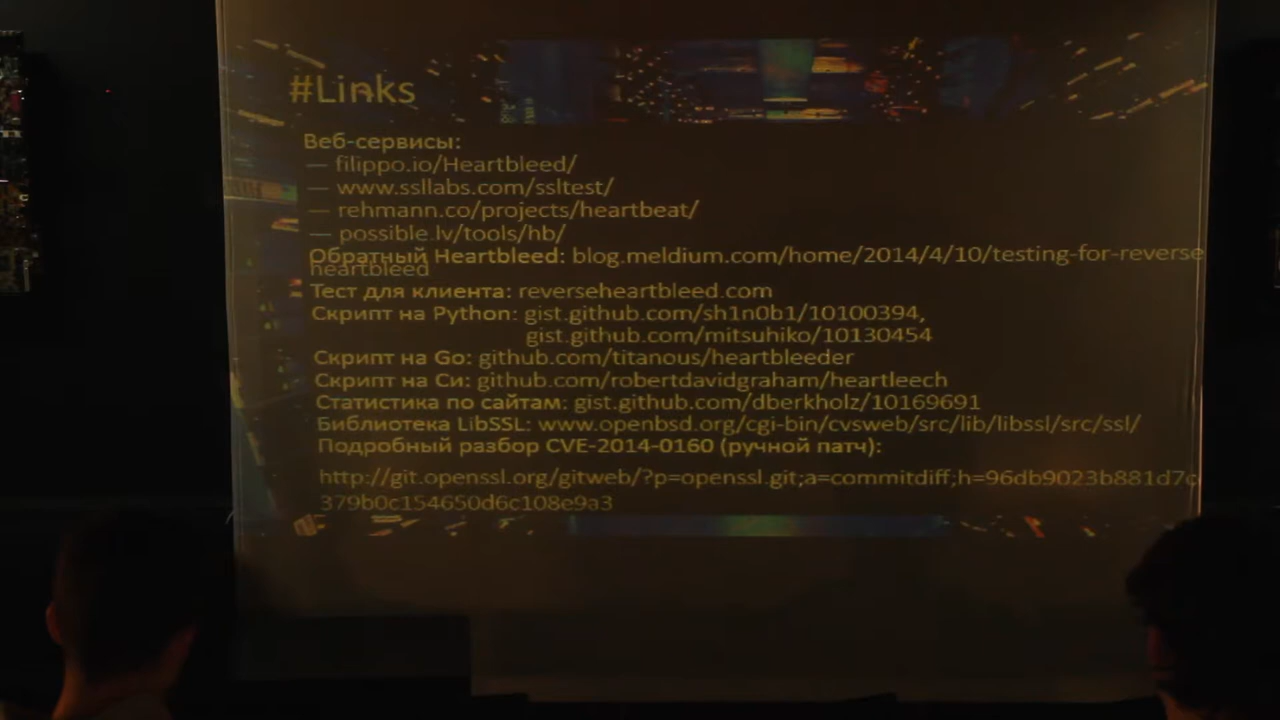 #Links
Веб-сервисы:
— filippo.io/Heartbleed/
— www.ssllabs.com/ssltest/
— rehmann.co/projects/heartbeat/
— possible.lv/tools/hb/
Обратный Heartbleed: blog.meldium.com/home/2014/4/10/testing-for-reverse
heartbleed
Тест для клиента: reverseheartbleed.com
Скрипт на Python: gist.github.com/sh1n0b1/10100394,
gist.github.com/mitsuhiko/10130454
Скрипт на Go: github.com/titanous/heartbleeder
Скрипт на Си: github.com/robertdavidgraham/heartleech
Статистика по сайтам: gist.github.com/dberkholz/10169691
Библиотека LibSSL: www.openbsd.org/cgi-bin/cvsweb/src/lib/libssl/src/ssl/
Подробный разбор CVE-2014-0160 (ручной патч):
http://git.openssl.org/gitweb/?p=openssl.git;a=commitdiff;h=96db9023b881d7c
379b0c154650d6c108e9a3